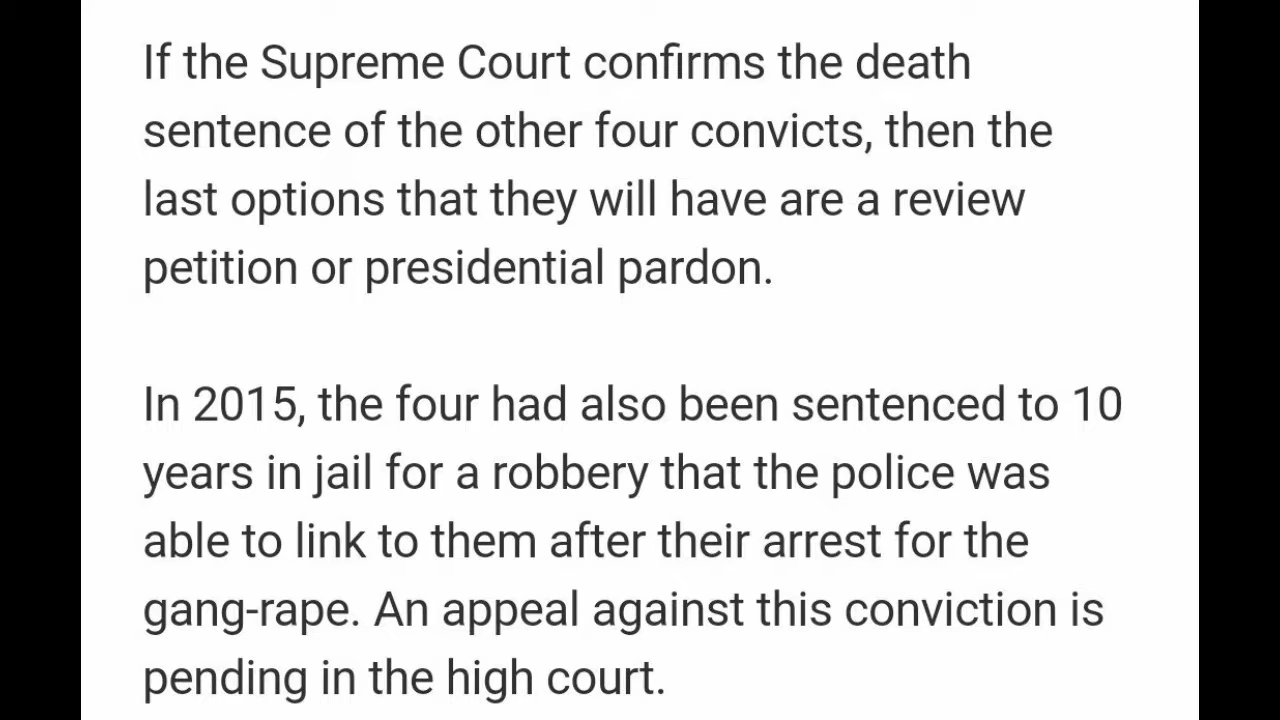 If the Supreme Court confirms the death
sentence of the other four convicts, then the
last options that they will have are a review
petition or presidential pardon.
In 2015, the four had also been sentenced to 10
years in jail for a robbery that the police was
able to link to them after their arrest for the
gang-rape. An appeal against this conviction is
pending in the high court.